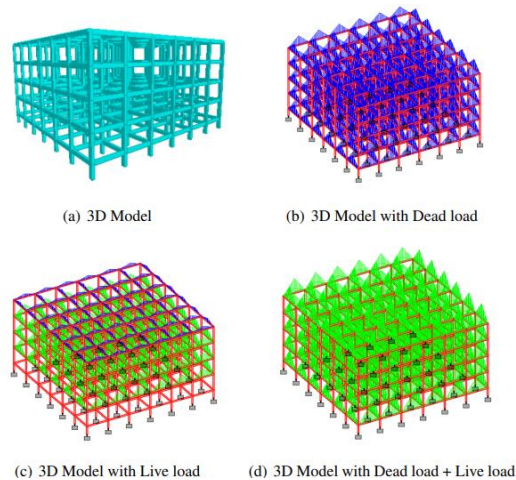 (a) 3D Model
(b) 3D Model with Dead load
(c) 3D Model with Live load
(d) 3D Model with Dead load + Live load